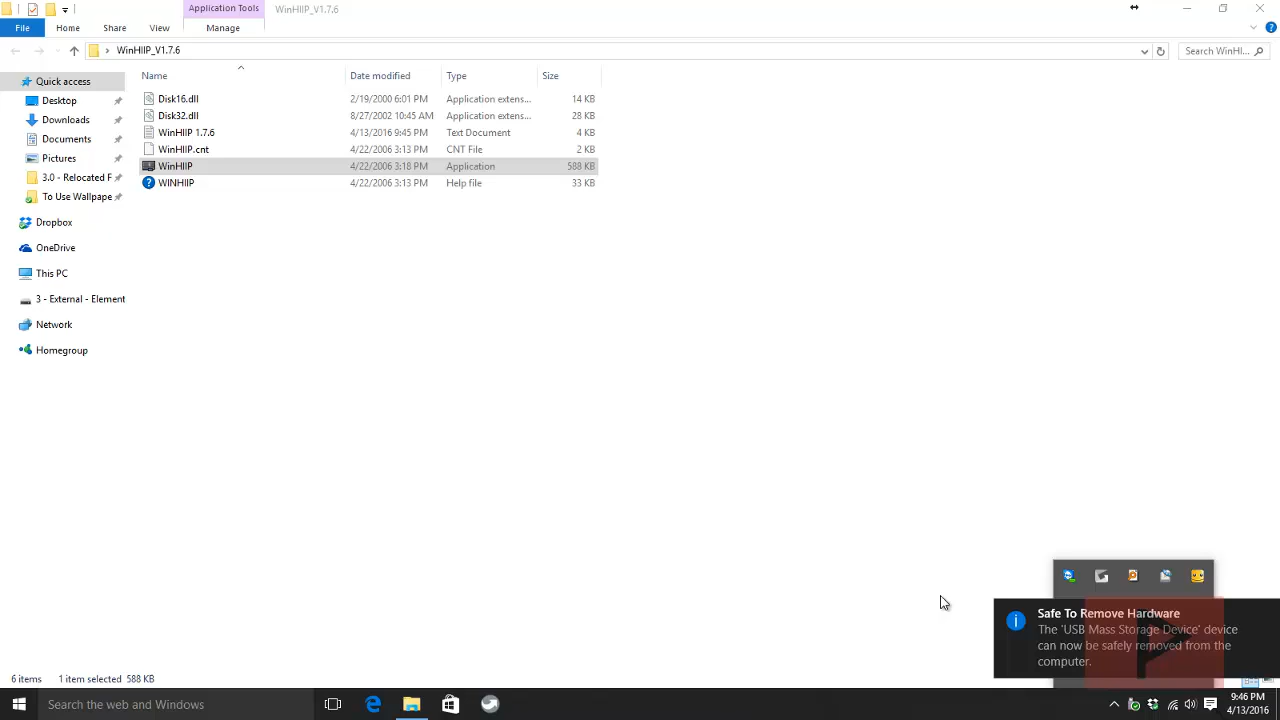 Application Tools
WinHIIP_V1.7.6
File
Home
Share
View
Manage
WinHIIP_V1.7.6
Search WinHI...
Quick access
Desktop
Downloads
Documents
Pictures
3.0 - Relocated F
To Use Wallpape
Dropbox
OneDrive
This PC
3 - External - Element
Network
Homegroup
Name Date modified Type Size
Disk16.dll 2/19/2000 6:01 PM Application extens... 14 KB
Disk32.dll 8/27/2002 10:45 AM Application extens... 28 KB
WinHIIP 1.7.6 4/13/2016 9:45 PM Text Document 4 KB
WinHIIP.cnt 4/22/2006 3:13 PM CNT File 2 KB
WinHIIP 4/22/2006 3:18 PM Application 588 KB
WINHIIP 4/22/2006 3:13 PM Help file 33 KB
Safe To Remove Hardware
The 'USB Mass Storage Device' device
can now be safely removed from the
computer.
6 items 1 item selected 588 KB
Search the web and Windows
9:46 PM
4/13/2016